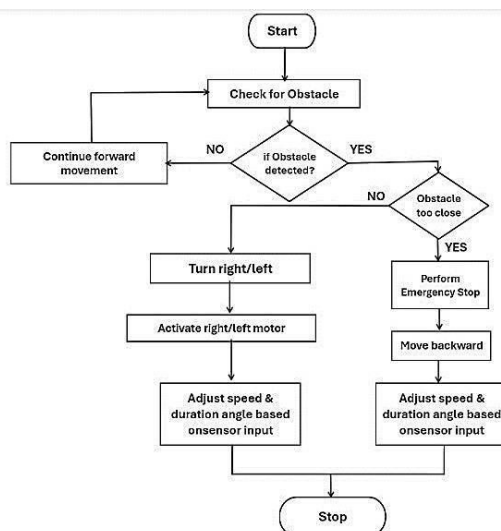 Start
Check for Obstacle
if Obstacle
detected?
NO
YES
Continue forward
movement
Obstacle
too close
NO
YES
Turn right/left
Perform
Emergency Stop
Activate right/left motor
Move backward
Adjust speed &
duration angle based
onsensor input
Adjust speed &
duration angle based
onsensor input
Stop